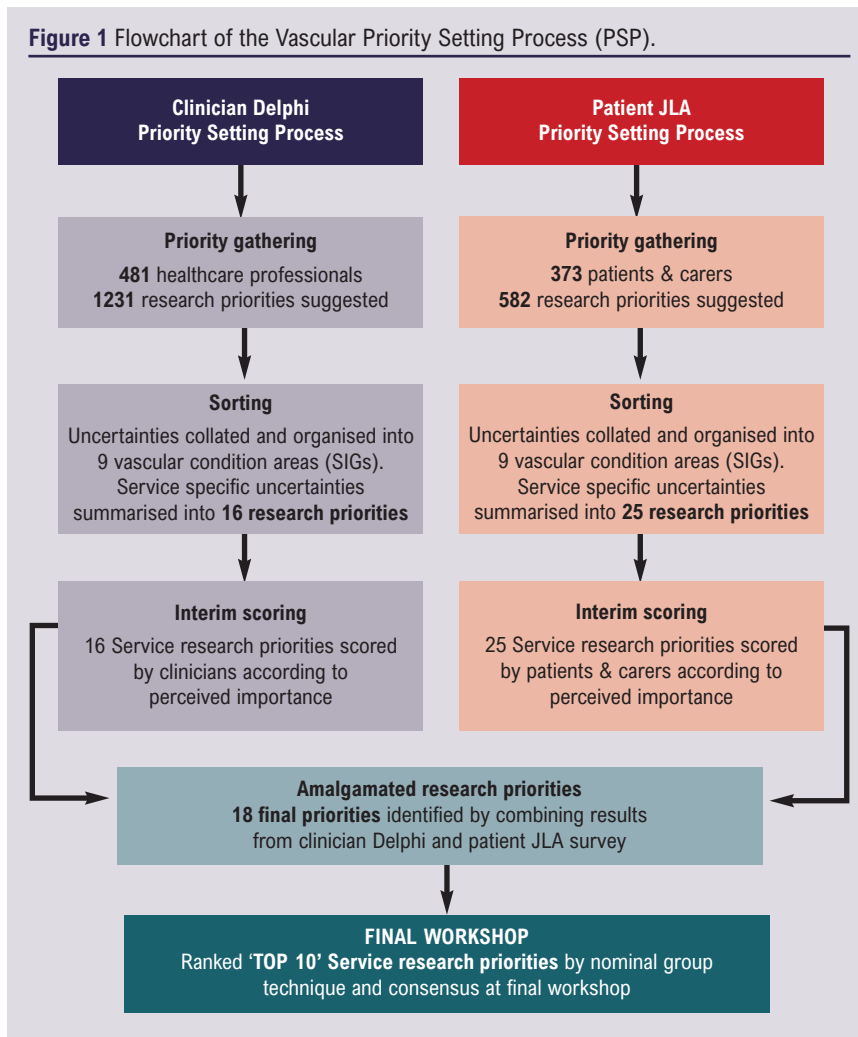 Figure 1 Flowchart of the Vascular Priority Setting Process (PSP).
Clinician Delphi
Priority Setting Process
Priority gathering
481 healthcare professionals
1231 research priorities suggested
Sorting
Uncertainties collated and organised into
9 vascular condition areas (SIGs).
Service specific uncertainties
summarised into 16 research priorities
Interim scoring
16 Service research priorities scored
by clinicians according to
perceived importance
Patient JLA
Priority Setting Process
Priority gathering
373 patients & carers
582 research priorities suggested
Sorting
Uncertainties collated and organised into
9 vascular condition areas (SIGs).
Service specific uncertainties
summarised into 25 research priorities
Interim scoring
25 Service research priorities scored
by patients & carers according to
perceived importance
Amalgamated research priorities
18 final priorities identified by combining results
from clinician Delphi and patient JLA survey
FINAL WORKSHOP
Ranked ‘TOP 10’ Service research priorities by nominal group
technique and consensus at final workshop